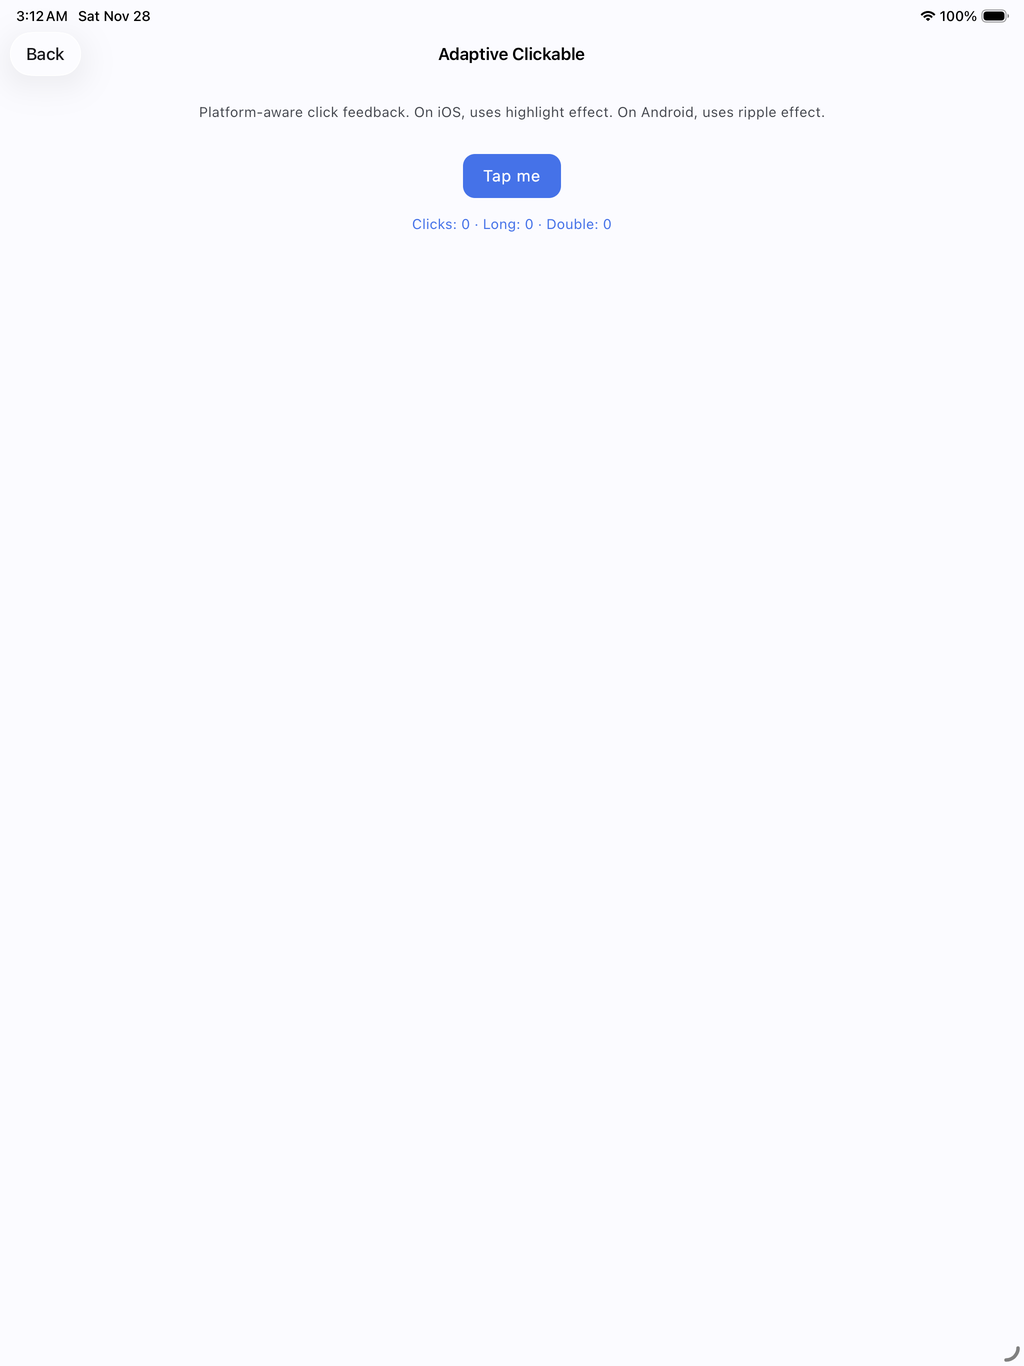 3:12 AM Sat Nov 28
100%
Back
Adaptive Clickable
Platform-aware click feedback. On iOS, uses highlight effect. On Android, uses ripple effect.
Tap me
Clicks: 0 · Long: 0 · Double: 0